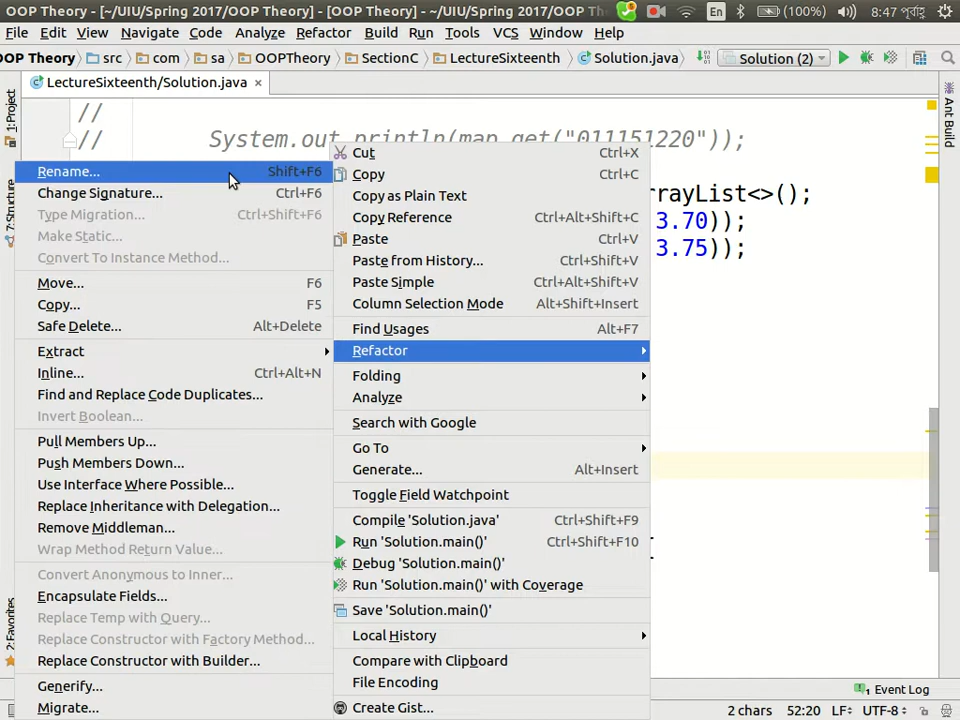 OOP Theory) [~/UIU/Spring 2017/OOP Theory] - [OOP Theory] - ~/UIU/Spring 2017/OOP The
En (100%) 8:47 পূর্বাহ্ণ
File Edit View Navigate Code Analyze Refactor Build Run Tools VCS Window Help
OOP Theory src com sa OOPTheory SectionC LectureSixteenth Solution.java Solution (2)
LectureSixteenth/Solution.java ×
1: Project
7: Structure
2: Favorites
Ant Build
//
// System.out.println(map.get("011151220"));
rrayList<>();
3.70));
3.75));
{
Rename... Shift+F6
Change Signature... Ctrl+F6
Type Migration... Ctrl+Shift+F6
Make Static...
Convert To Instance Method...
Move... F6
Copy... F5
Safe Delete... Alt+Delete
Extract
Inline... Ctrl+Alt+N
Find and Replace Code Duplicates...
Invert Boolean...
Pull Members Up...
Push Members Down...
Use Interface Where Possible...
Replace Inheritance with Delegation...
Remove Middleman...
Wrap Method Return Value...
Convert Anonymous to Inner...
Encapsulate Fields...
Replace Temp with Query...
Replace Constructor with Factory Method...
Replace Constructor with Builder...
Generify...
Migrate...
Cut Ctrl+X
Copy Ctrl+C
Copy as Plain Text
Copy Reference Ctrl+Alt+Shift+C
Paste Ctrl+V
Paste from History... Ctrl+Shift+V
Paste Simple Ctrl+Alt+Shift+V
Column Selection Mode Alt+Shift+Insert
Find Usages Alt+F7
Refactor
Folding
Analyze
Search with Google
Go To
Generate... Alt+Insert
Toggle Field Watchpoint
Compile 'Solution.java' Ctrl+Shift+F9
Run 'Solution.main()' Ctrl+Shift+F10
Debug 'Solution.main()'
Run 'Solution.main()' with Coverage
Save 'Solution.main()'
Local History
Compare with Clipboard
File Encoding
Create Gist...
1 Event Log
2 chars 52:20 LF UTF-8